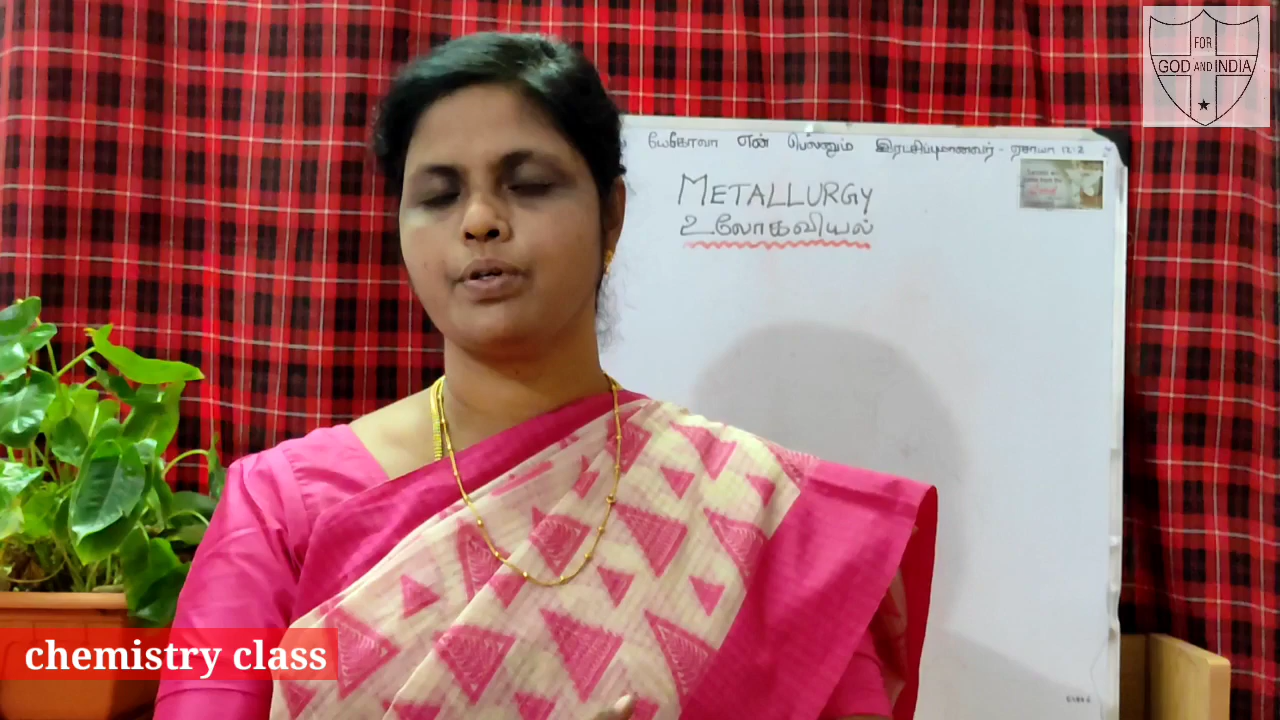 FOR
GOD AND INDIA
யேகோவா என் பெலனும் இரட்சிப்புமானவர் - ஏசாயா 12:2
METALLURGY
உலோகவியல்
chemistry class